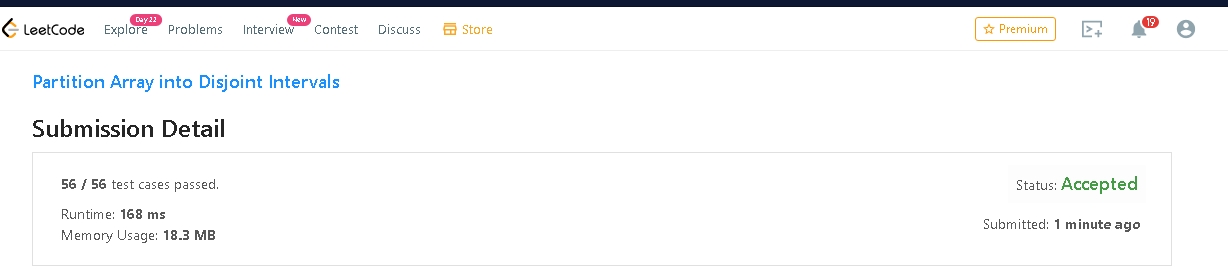 LeetCode Explore Day 22 Problems Interview New Contest Discuss Store Premium 19
Partition Array into Disjoint Intervals
Submission Detail
56 / 56 test cases passed.
Status: Accepted
Runtime: 168 ms
Submitted: 1 minute ago
Memory Usage: 18.3 MB